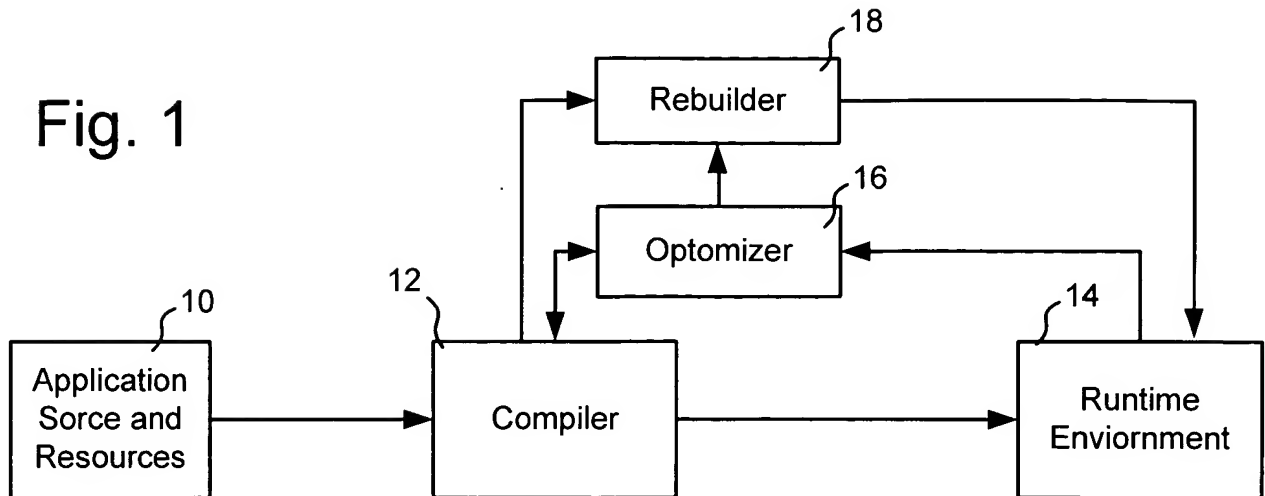 Fig. 1
18
Rebuilder
16
Optomizer
12
14
10
Application
Sorce and
Resources
Compiler
Runtime
Enviornment